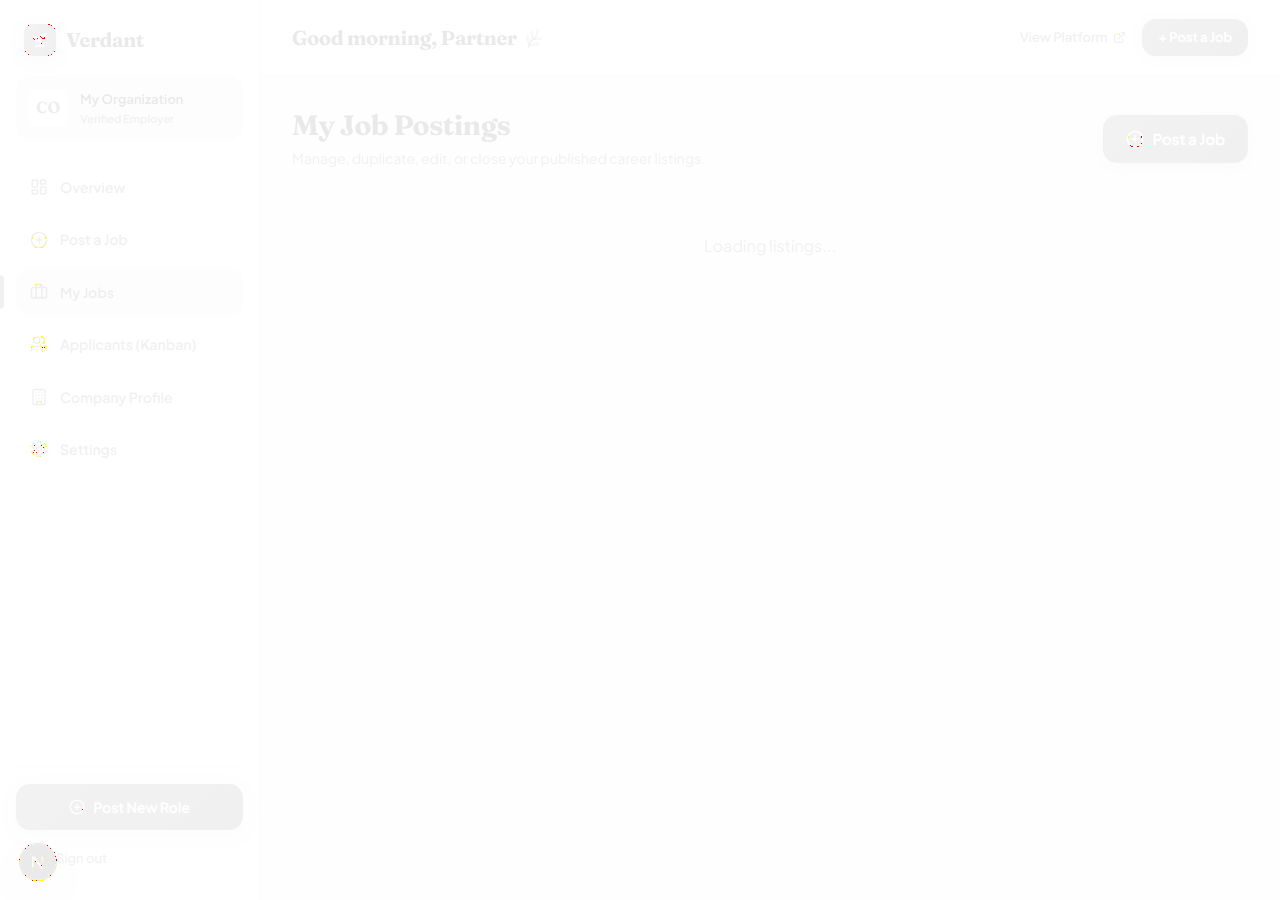 Verdant
Good morning, Partner
View Platform
+ Post a Job
CO
My Organization
Verified Employer
My Job Postings
Manage, duplicate, edit, or close your published career listings.
Post a Job
Overview
Post a Job
My Jobs
Applicants (Kanban)
Company Profile
Settings
Loading listings...
Post New Role
N
Sign out